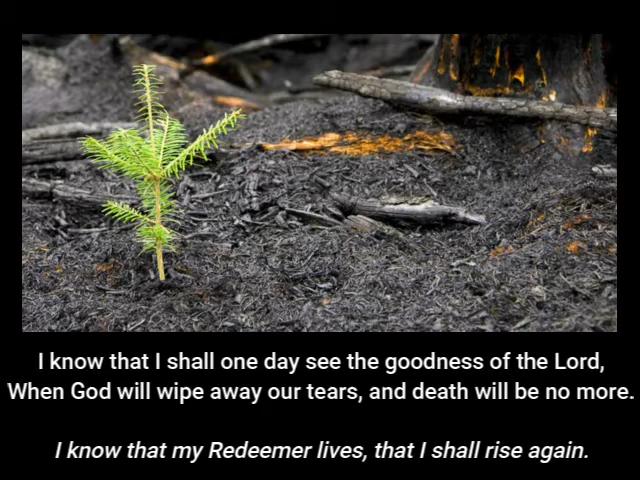 I know that I shall one day see the goodness of the Lord,
When God will wipe away our tears, and death will be no more.
I know that my Redeemer lives, that I shall rise again.